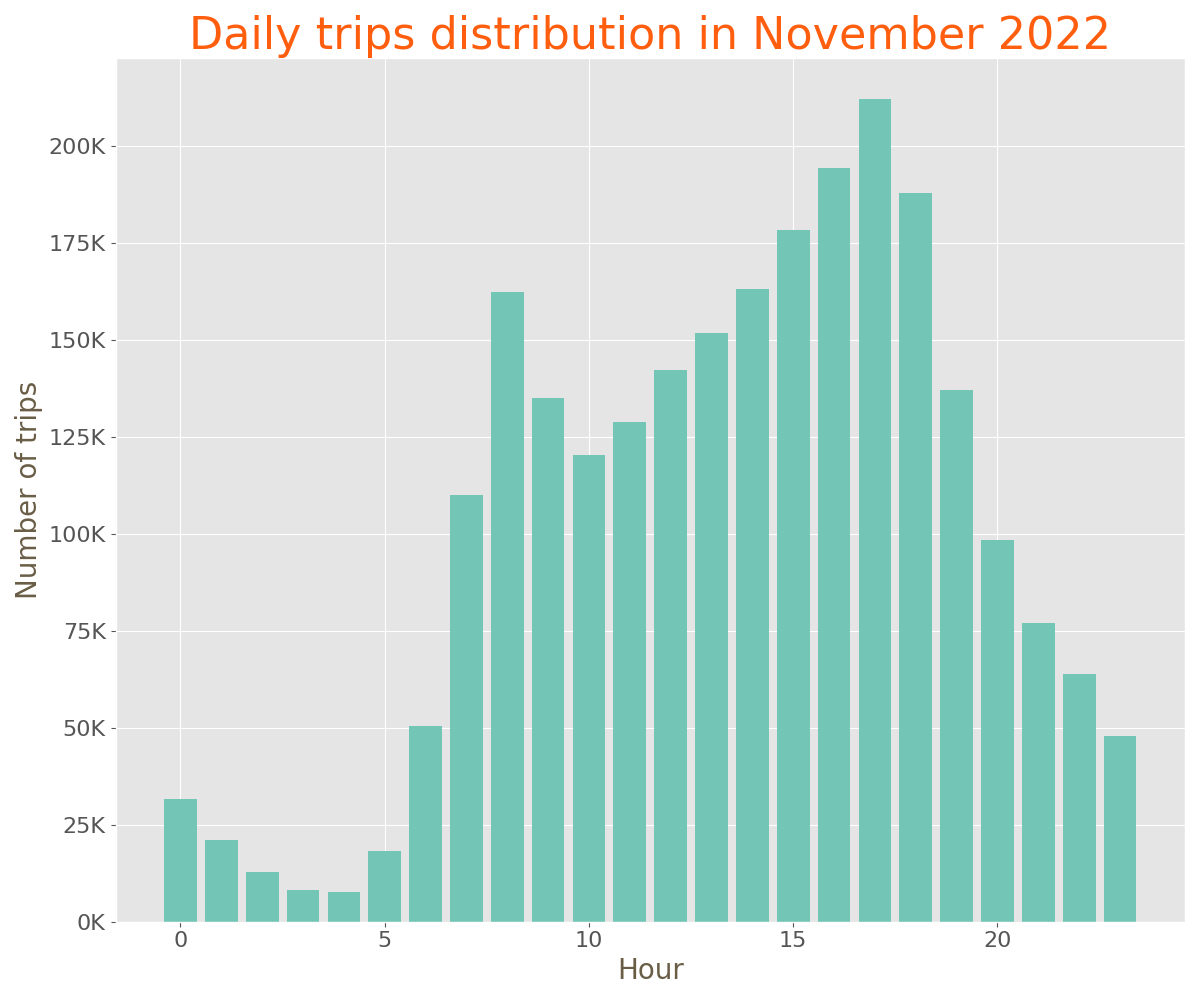 Daily trips distribution in November 2022
200K
175K
150K
125K
100K
75K
50K
25K
0K
Number of trips
0 5 10 15 20
Hour